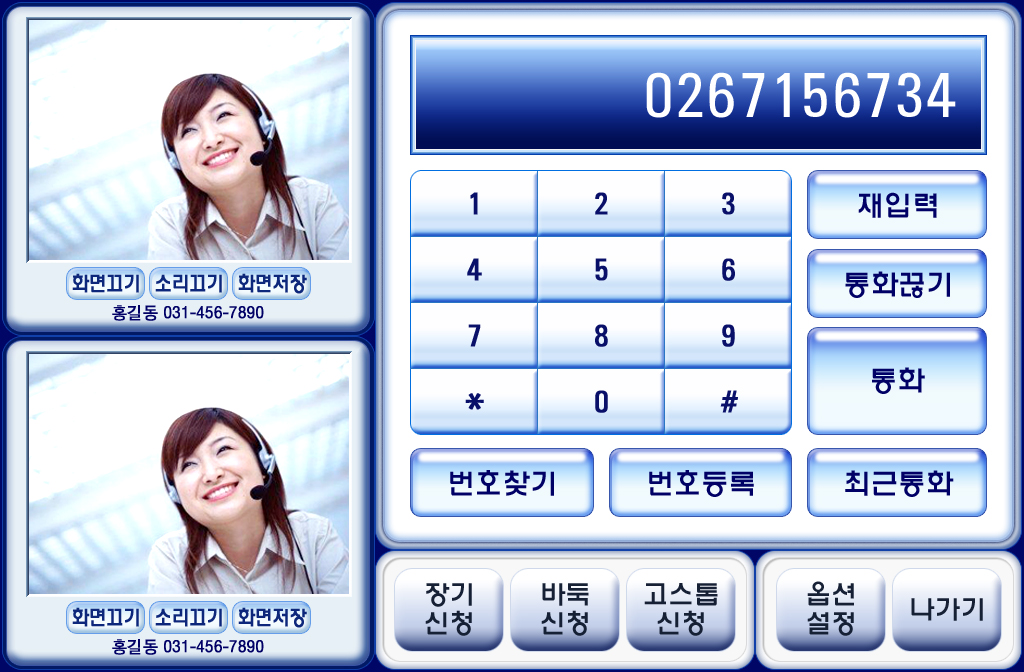 화면끄기 소리끄기 화면저장
홍길동 031-456-7890
화면끄기 소리끄기 화면저장
홍길동 031-456-7890
0267156734
1 2 3
4 5 6
7 8 9
* 0 #
재입력
통화끊기
통화
번호찾기 번호등록 최근통화
장기
신청
바둑
신청
고스톱
신청
옵션
설정
나가기